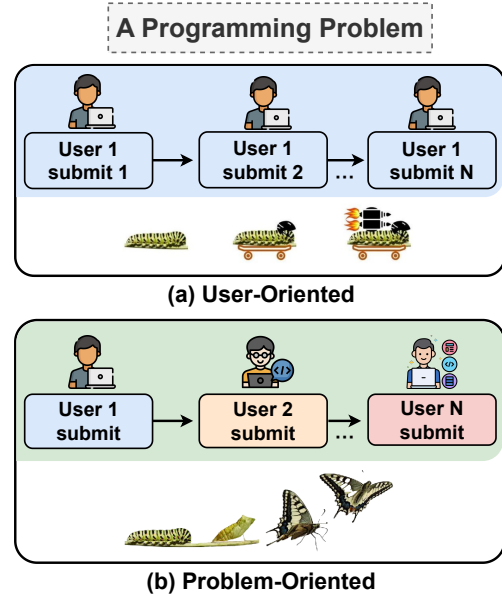 A Programming Problem
User 1 submit 1
User 1 submit 2
...
User 1 submit N
(a) User-Oriented
User 1 submit
User 2 submit
...
User N submit
(b) Problem-Oriented